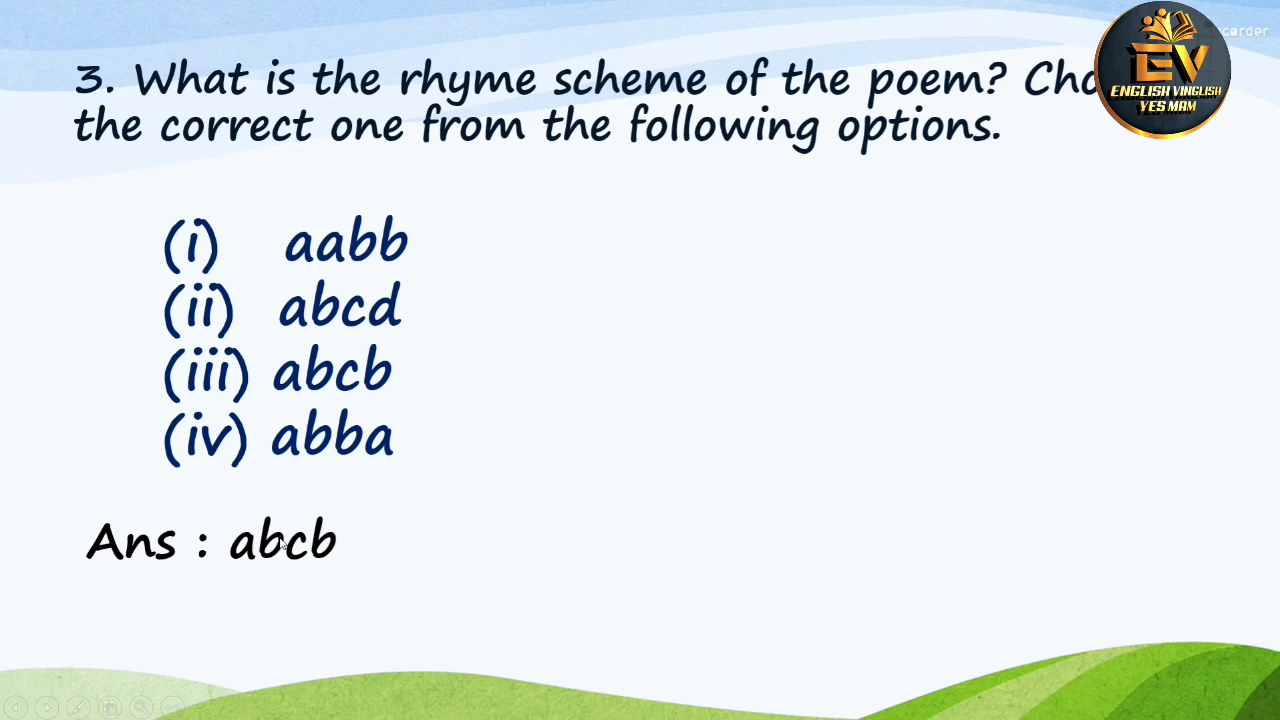 3. What is the rhyme scheme of the poem?
the correct one from the following options.
(i) aabb
(ii) abcd
(iii) abcb
(iv) abba
Ans : abcb
EV
ENGLISH VINGLISH
YES MAM